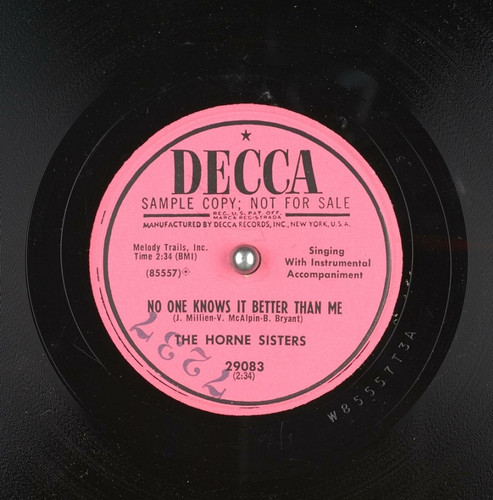 DECCA
SAMPLE COPY; NOT FOR SALE
REG. U.S. PAT. OFF.
MARCA REGISTRADA
MANUFACTURED BY DECCA RECORDS, INC., NEW YORK, U.S.A.
Melody Trails, Inc.
Time 2:34 (BMI)
(85557)
Singing
With Instrumental
Accompaniment
NO ONE KNOWS IT BETTER THAN ME
(J. Millien-V. McAlpin-B. Bryant)
THE HORNE SISTERS
29083
(2:34)
7237
W85557T3A